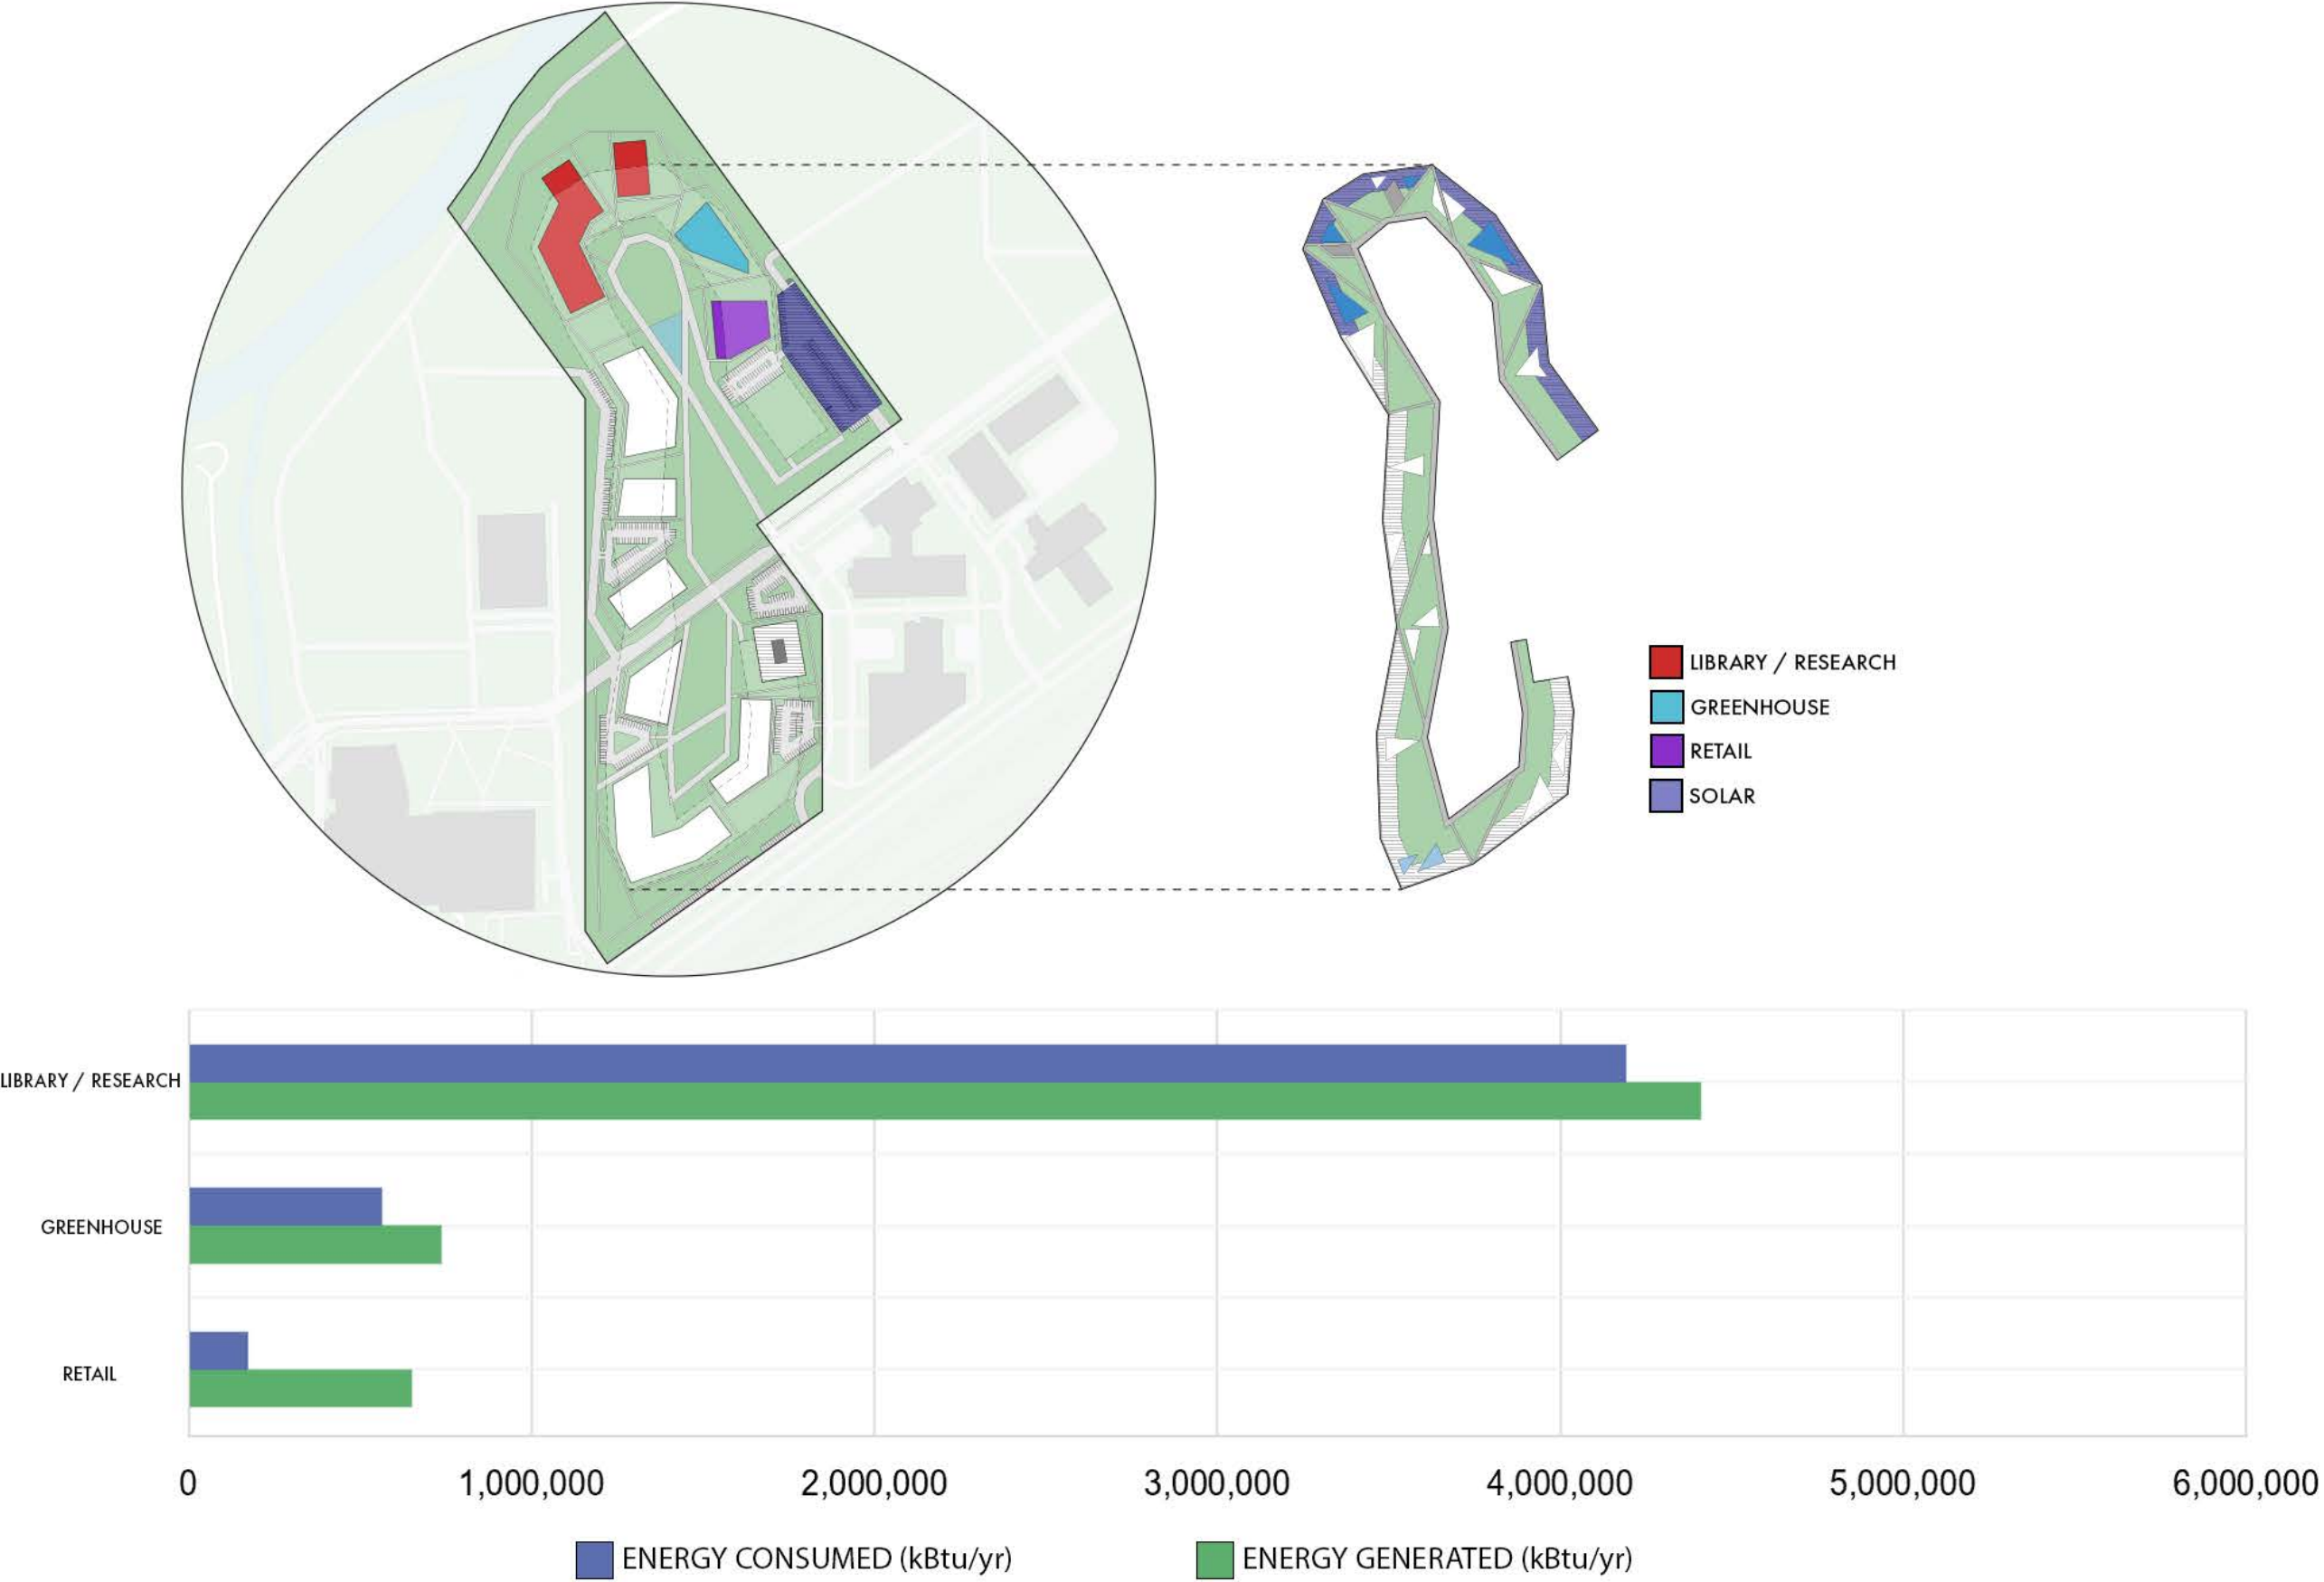 LIBRARY / RESEARCH
GREENHOUSE
RETAIL
SOLAR
LIBRARY / RESEARCH
GREENHOUSE
RETAIL
0 1,000,000 2,000,000 3,000,000 4,000,000 5,000,000 6,000,000
ENERGY CONSUMED (kBtu/yr) ENERGY GENERATED (kBtu/yr)